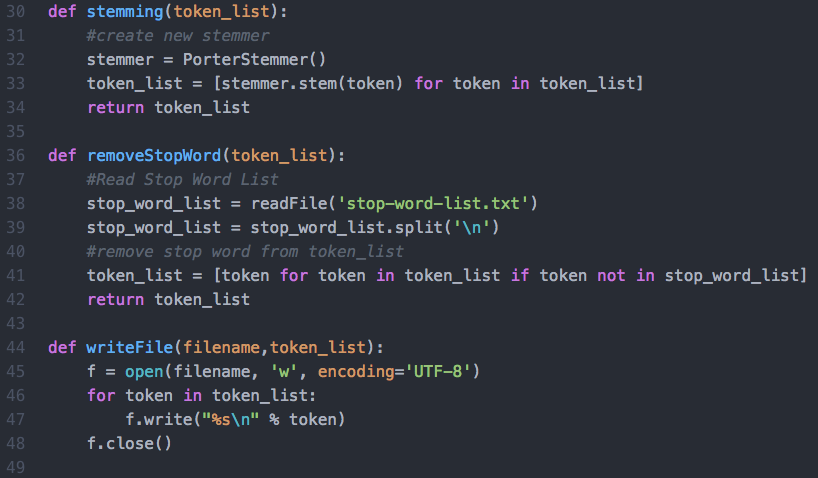 30 def stemming(token_list):
31     #create new stemmer
32     stemmer = PorterStemmer()
33     token_list = [stemmer.stem(token) for token in token_list]
34     return token_list
35
36 def removeStopWord(token_list):
37     #Read Stop Word List
38     stop_word_list = readFile('stop-word-list.txt')
39     stop_word_list = stop_word_list.split('\n')
40     #remove stop word from token_list
41     token_list = [token for token in token_list if token not in stop_word_list]
42     return token_list
43
44 def writeFile(filename,token_list):
45     f = open(filename, 'w', encoding='UTF-8')
46     for token in token_list:
47         f.write("%s\n" % token)
48     f.close()
49